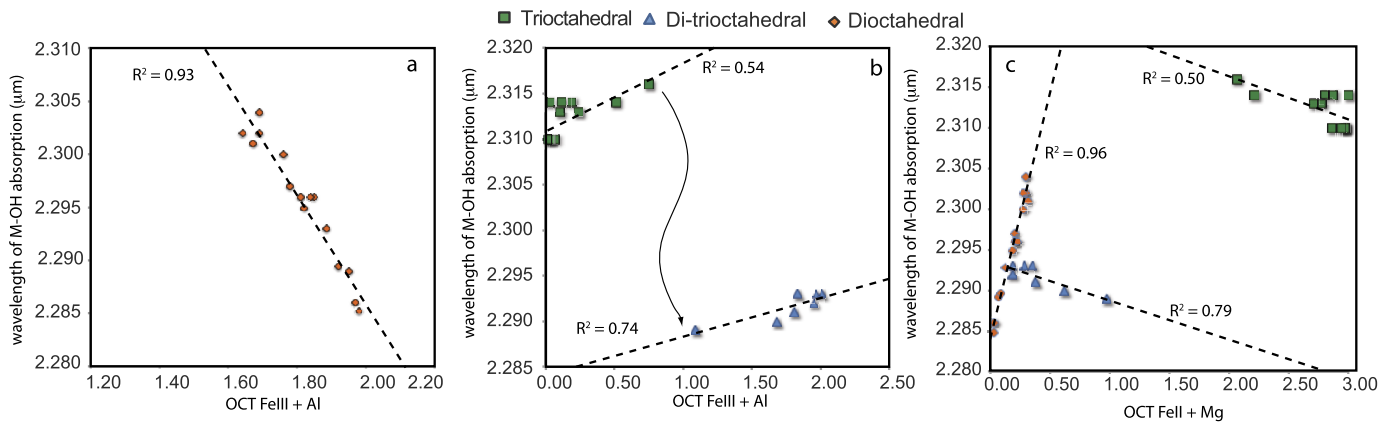 Trioctahedral Di-trioctahedral Dioctahedral
a
R² = 0.93
wavelength of M-OH absorption (µm)
2.310
2.305
2.300
2.295
2.290
2.285
2.280
1.20 1.40 1.60 1.80 2.00 2.20
OCT FeIII + Al
b
R² = 0.54
R² = 0.74
wavelength of M-OH absorption (µm)
2.320
2.315
2.310
2.305
2.300
2.295
2.290
2.285
0.00 0.50 1.00 1.50 2.00 2.50
OCT FeIII + Al
c
R² = 0.50
R² = 0.96
R² = 0.79
wavelength of M-OH absorption (µm)
2.320
2.315
2.310
2.305
2.300
2.295
2.290
2.285
2.280
0.00 0.50 1.00 1.50 2.00 2.50 3.00
OCT FeII + Mg